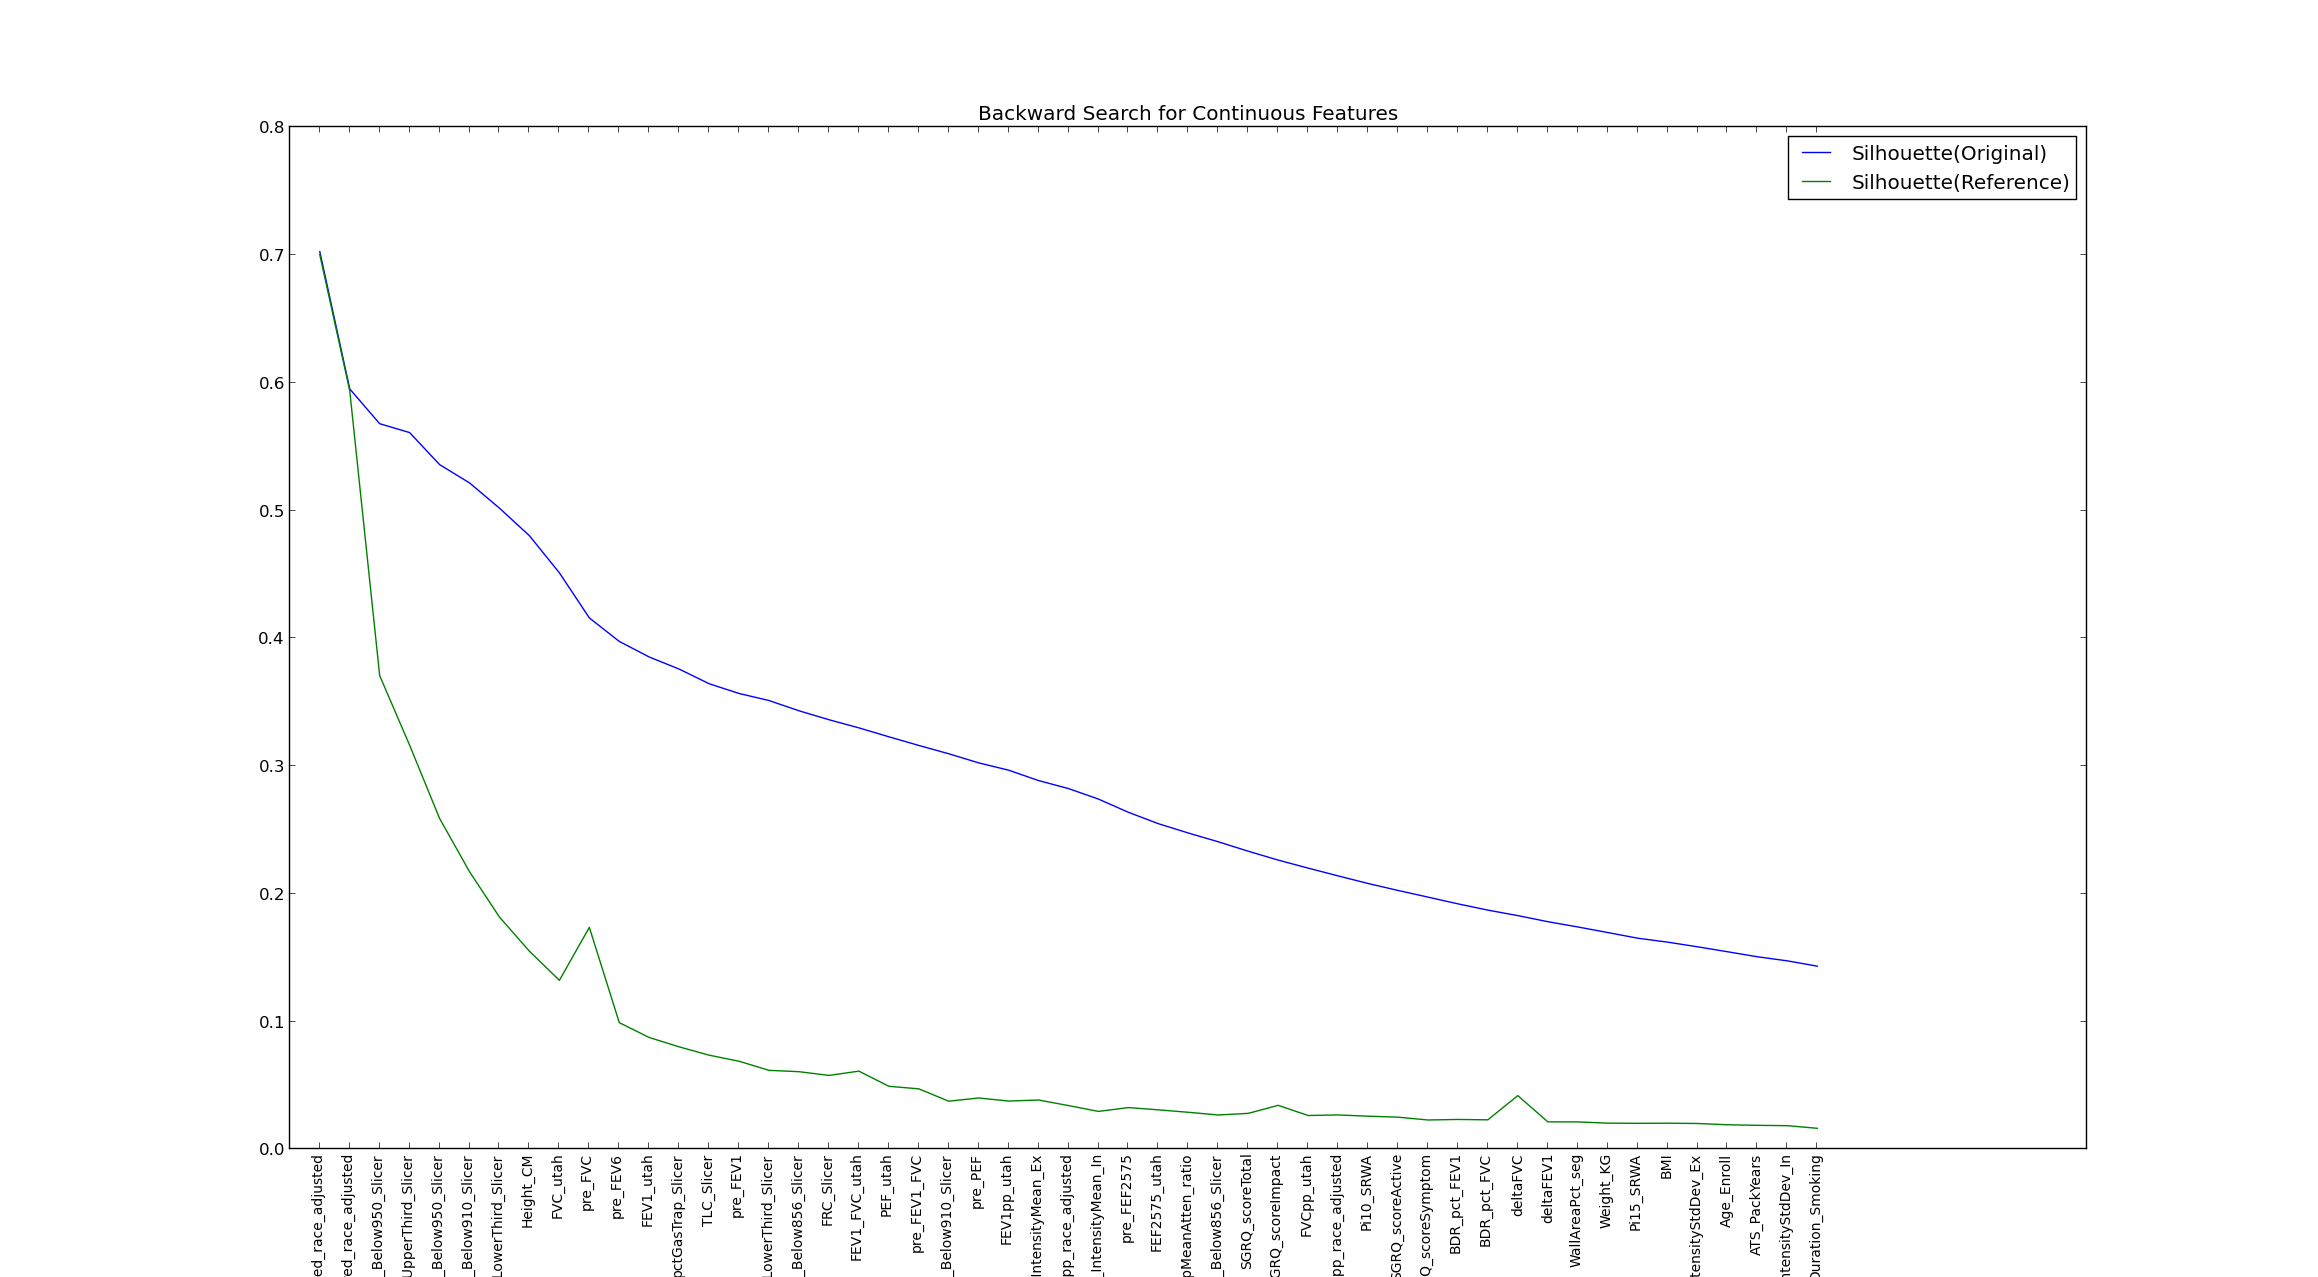 Backward Search for Continuous Features
Silhouette(Original)
Silhouette(Reference)
0.8
0.7
0.6
0.5
0.4
0.3
0.2
0.1
0.0
ed_race_adjusted
ed_race_adjusted
_Below950_Slicer
UpperThird_Slicer
_Below950_Slicer
_Below910_Slicer
LowerThird_Slicer
Height_CM
FVC_utah
pre_FVC
pre_FEV6
FEV1_utah
pctGasTrap_Slicer
TLC_Slicer
pre_FEV1
LowerThird_Slicer
_Below856_Slicer
FRC_Slicer
FEV1_FVC_utah
PEF_utah
pre_FEV1_FVC
_Below910_Slicer
pre_PEF
FEV1pp_utah
IntensityMean_Ex
pp_race_adjusted
_IntensityMean_In
pre_FEF2575
FEF2575_utah
pMeanAtten_ratio
_Below856_Slicer
SGRQ_scoreTotal
GRQ_scoreImpact
FVCpp_utah
pp_race_adjusted
Pi10_SRWA
SGRQ_scoreActive
Q_scoreSymptom
BDR_pct_FEV1
BDR_pct_FVC
deltaFVC
deltaFEV1
WallAreaPct_seg
Weight_KG
Pi15_SRWA
BMI
tensityStdDev_Ex
Age_Enroll
ATS_PackYears
ntensityStdDev_In
Duration_Smoking